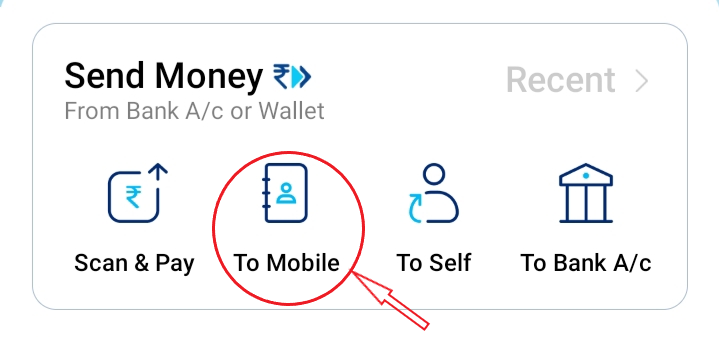 Send Money ₹
Recent
From Bank A/c or Wallet
₹
Scan & Pay
To Mobile
To Self
To Bank A/c